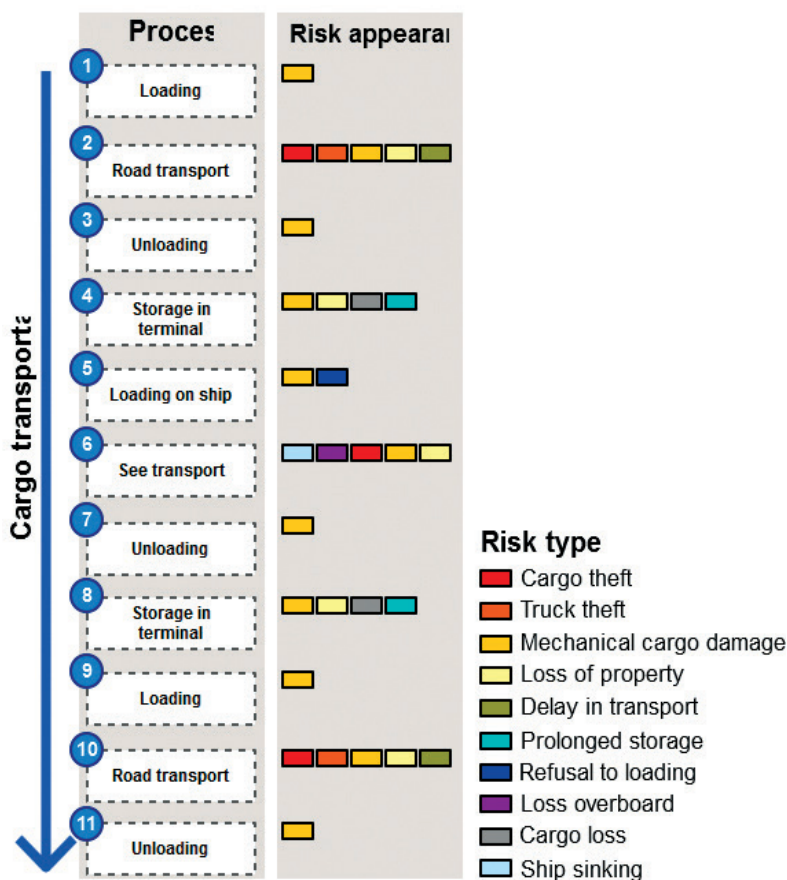 Proces
Risk appearar
Cargo transporta
1
Loading
2
Road transport
3
Unloading
4
Storage in
terminal
5
Loading on ship
6
See transport
7
Unloading
8
Storage in
terminal
9
Loading
10
Road transport
11
Unloading
Risk type
Cargo theft
Truck theft
Mechanical cargo damage
Loss of property
Delay in transport
Prolonged storage
Refusal to loading
Loss overboard
Cargo loss
Ship sinking